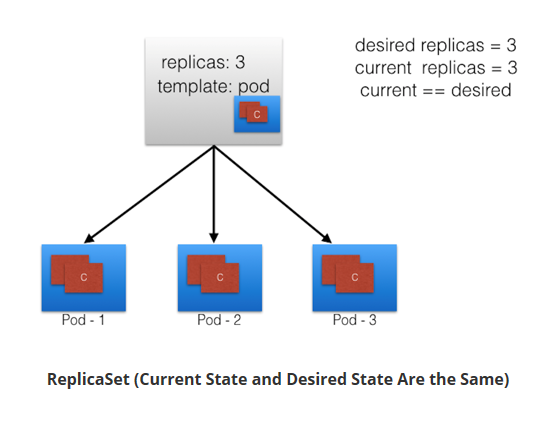 replicas: 3
template: pod
C
desired replicas = 3
current replicas = 3
current == desired
C
C
C
Pod - 1
Pod - 2
Pod - 3
ReplicaSet (Current State and Desired State Are the Same)